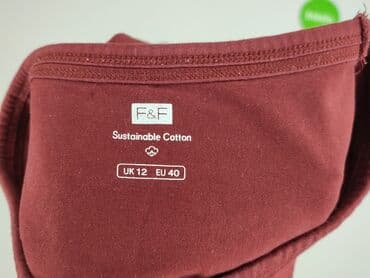 F&F
Sustainable Cotton
UK 12 EU 40